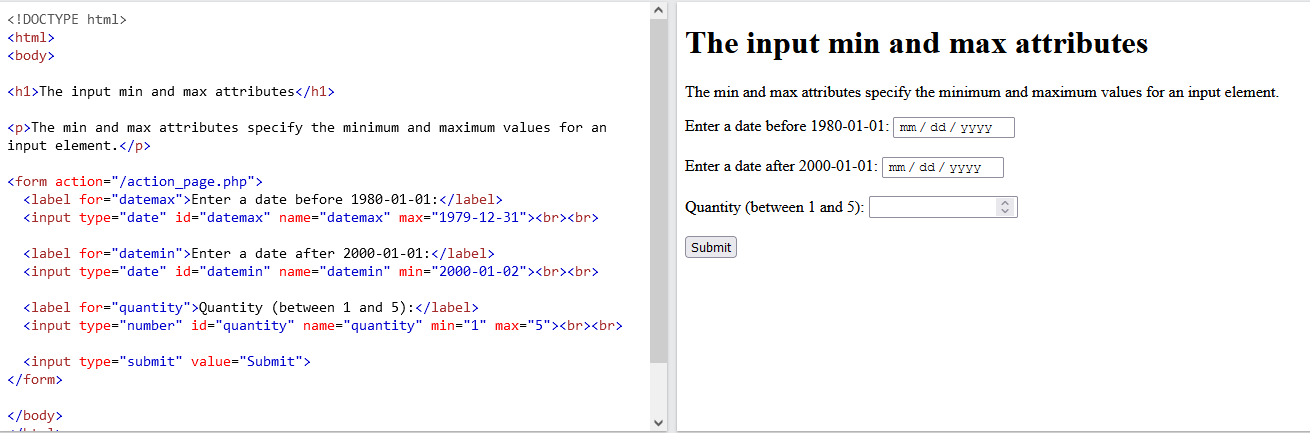 <!DOCTYPE html>
<html>
<body>
<h1>The input min and max attributes</h1>
<p>The min and max attributes specify the minimum and maximum values for an
input element.</p>
<form action="/action_page.php">
<label for="datemax">Enter a date before 1980-01-01:</label>
<input type="date" id="datemax" name="datemax" max="1979-12-31"><br><br>
<label for="datemin">Enter a date after 2000-01-01:</label>
<input type="date" id="datemin" name="datemin" min="2000-01-02"><br><br>
<label for="quantity">Quantity (between 1 and 5):</label>
<input type="number" id="quantity" name="quantity" min="1" max="5"><br><br>
<input type="submit" value="Submit">
</form>
</body>
The input min and max attributes
The min and max attributes specify the minimum and maximum values for an input element.
Enter a date before 1980-01-01: mm / dd / yyyy
Enter a date after 2000-01-01: mm / dd / yyyy
Quantity (between 1 and 5):
Submit